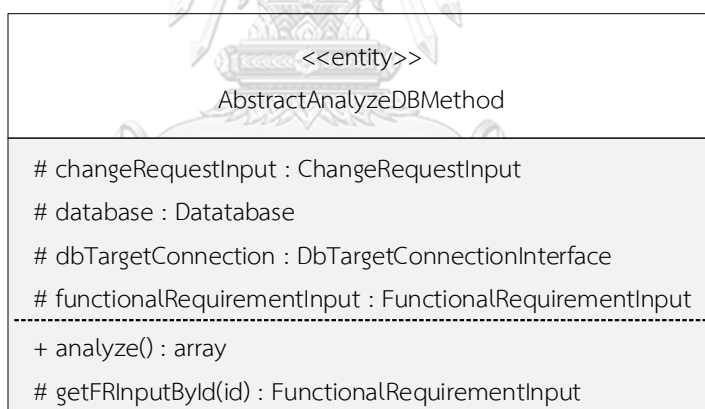 <<entity>>
AbstractAnalyzeDBMethod
# changeRequestInput : ChangeRequestInput
# database : Datatabase
# dbTargetConnection : DbTargetConnectionInterface
# functionalRequirementInput : FunctionalRequirementInput
+ analyze() : array
# getFRInputById(id) : FunctionalRequirementInput